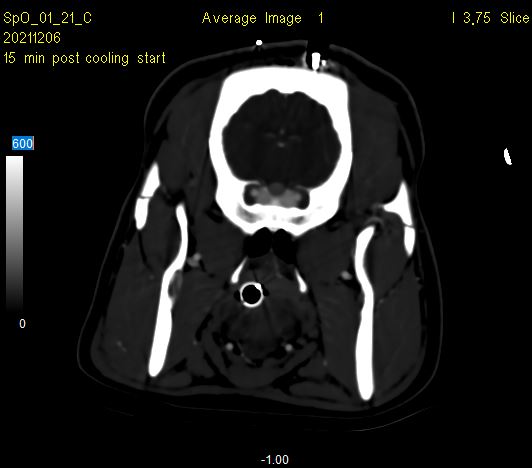 SpO_01_21_C Average Image 1 I 3.75 Slice
20211206
15 min post cooling start
600
0
-1.00